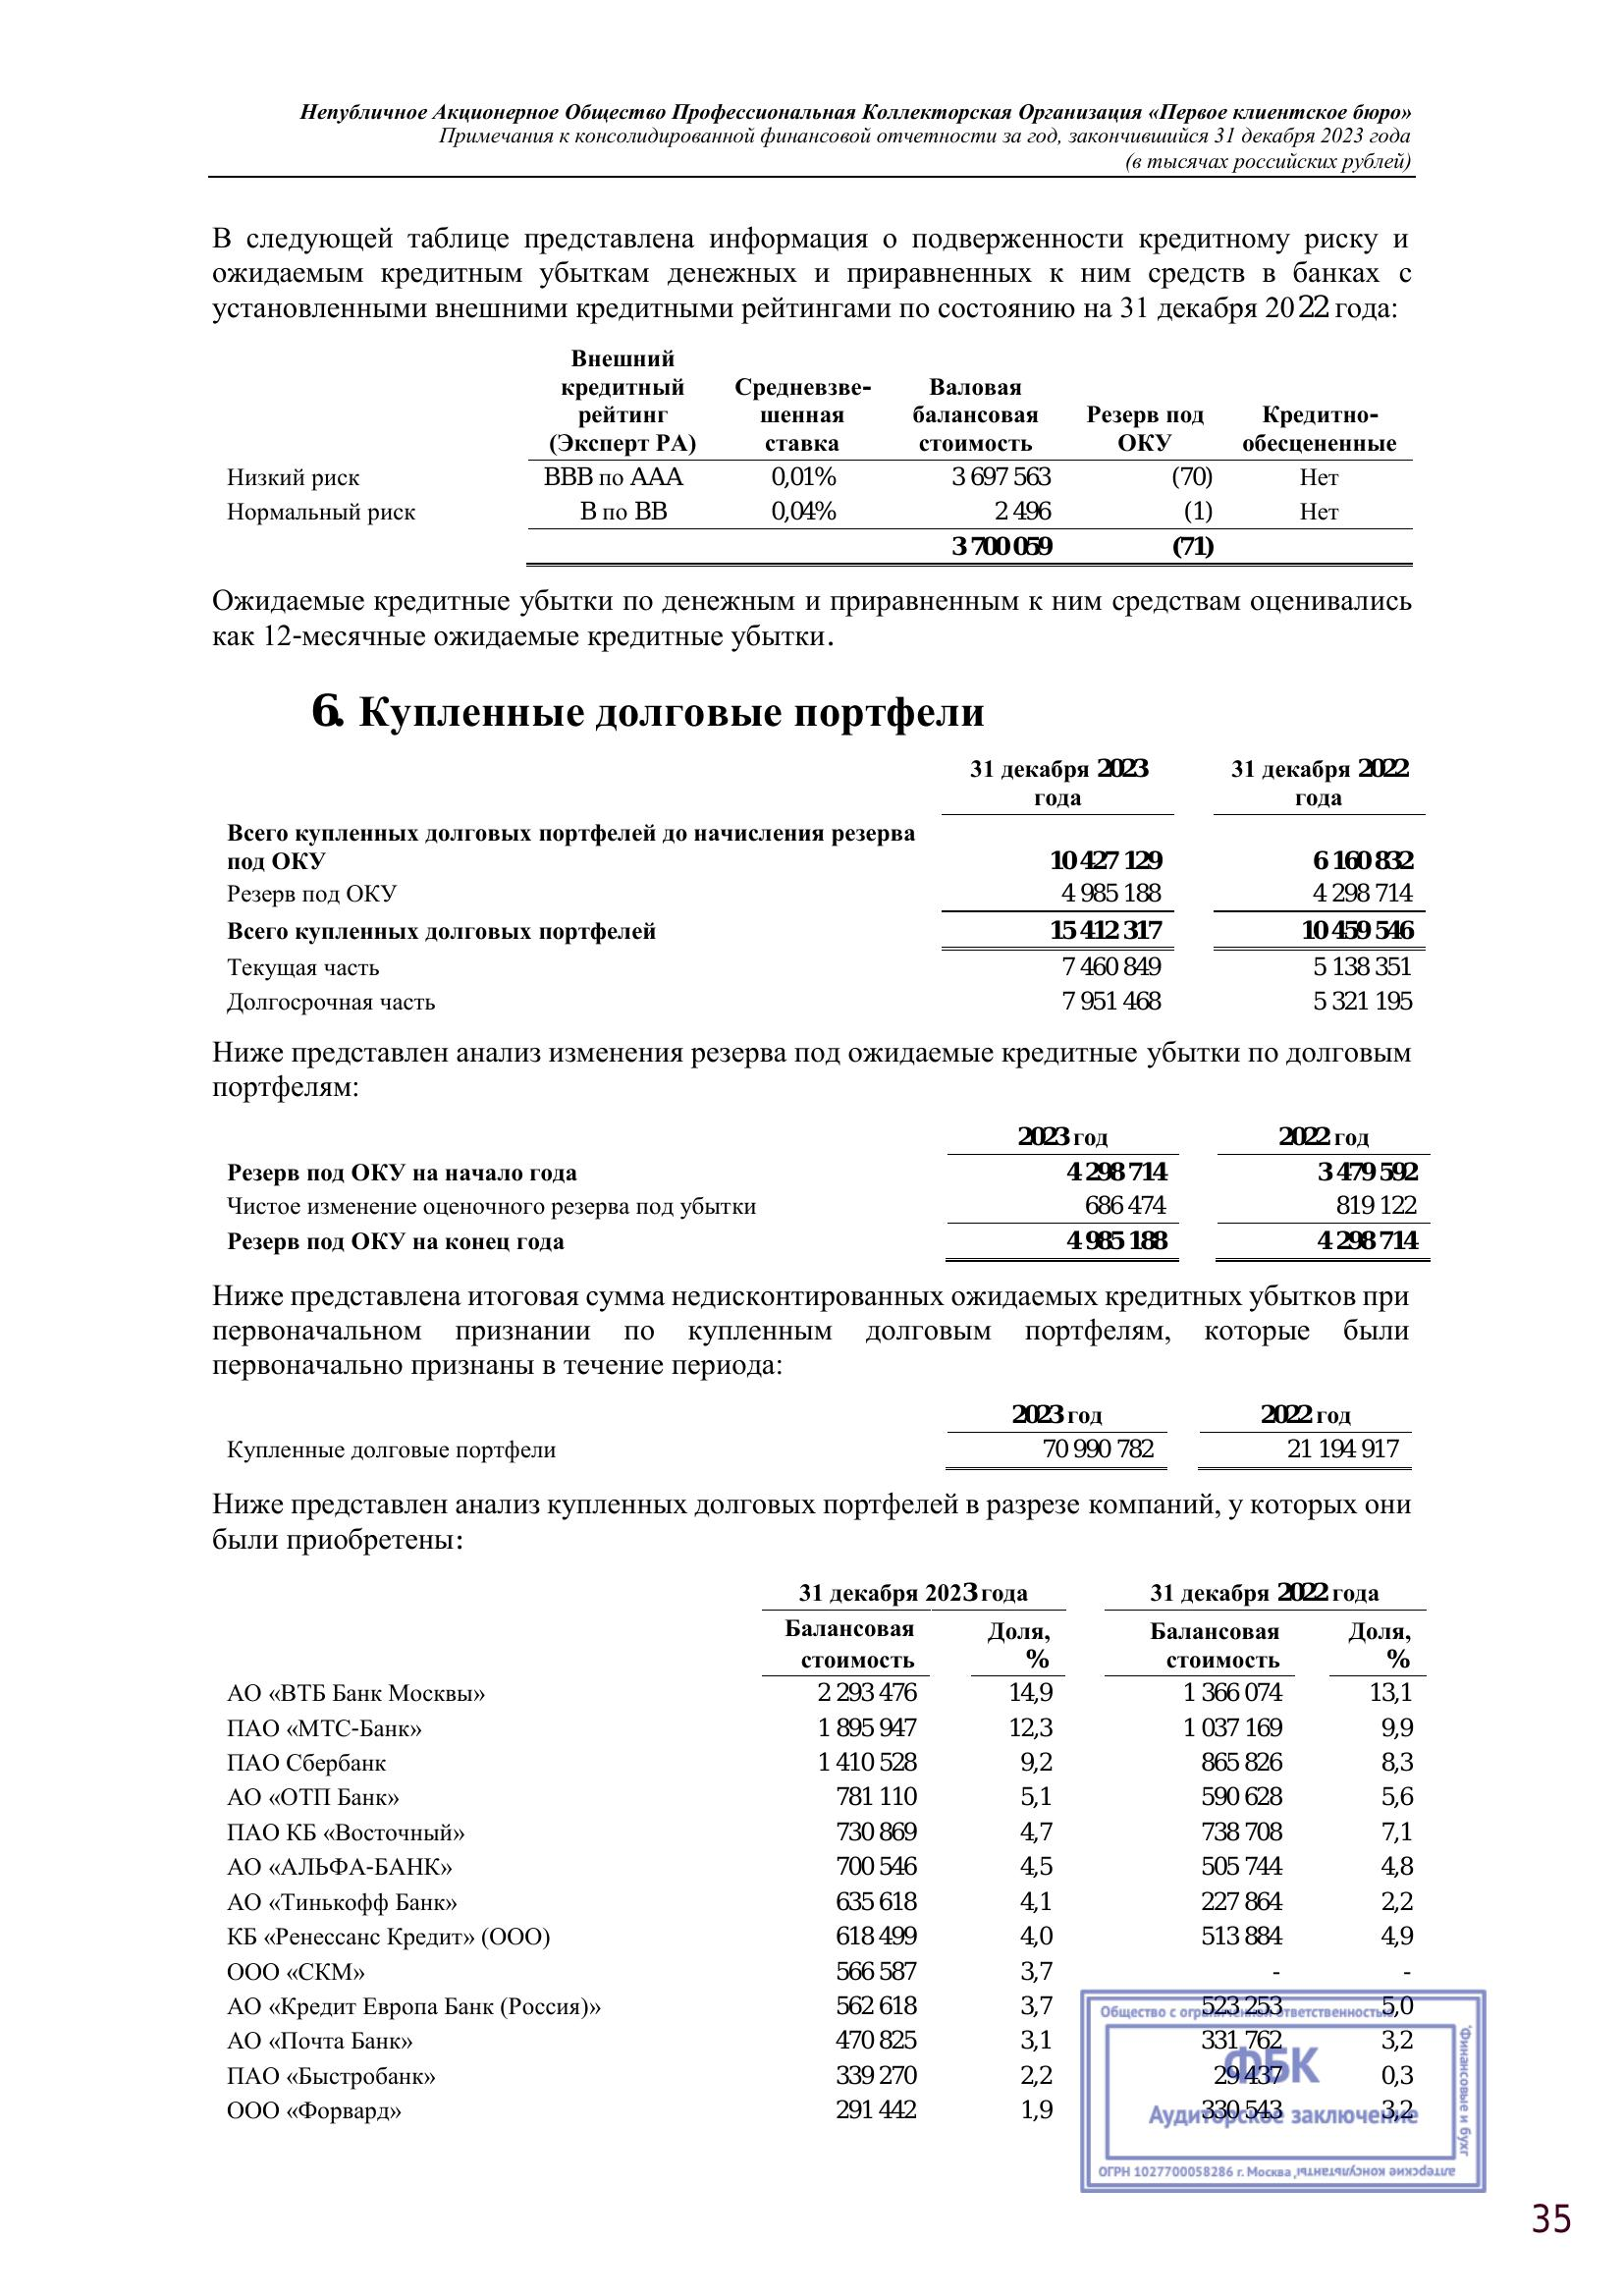 Непубличное Акционерное Общество Профессиональная Коллекторская Организация «Первое клиентское бюро»
Примечания к консолидированной финансовой отчетности за год, закончившийся 31 декабря 2023 года
(в тысячах российских рублей)
В следующей таблице представлена информация о подверженности кредитному риску и
ожидаемым кредитным убыткам денежных и приравненных к ним средств в банках с
установленными внешними кредитными рейтингами по состоянию на 31 декабря 2022 года:
Внешний кредитный рейтинг (Эксперт РА) Средневзве-шенная ставка Валовая балансовая стоимость Резерв под ОКУ Кредитно-обесцененные
Низкий риск BBB по AAA 0,01% 3 697 563 (70) Нет
Нормальный риск B по BB 0,04% 2 496 (1) Нет
3 700 059 (71)
Ожидаемые кредитные убытки по денежным и приравненным к ним средствам оценивались
как 12-месячные ожидаемые кредитные убытки.
6. Купленные долговые портфели
31 декабря 2023 года 31 декабря 2022 года
Всего купленных долговых портфелей до начисления резерва
под ОКУ 10 427 129 6 160 832
Резерв под ОКУ 4 985 188 4 298 714
Всего купленных долговых портфелей 15 412 317 10 459 546
Текущая часть 7 460 849 5 138 351
Долгосрочная часть 7 951 468 5 321 195
Ниже представлен анализ изменения резерва под ожидаемые кредитные убытки по долговым
портфелям:
2023 год 2022 год
Резерв под ОКУ на начало года 4 298 714 3 479 592
Чистое изменение оценочного резерва под убытки 686 474 819 122
Резерв под ОКУ на конец года 4 985 188 4 298 714
Ниже представлена итоговая сумма недисконтированных ожидаемых кредитных убытков при
первоначальном признании по купленным долговым портфелям, которые были
первоначально признаны в течение периода:
2023 год 2022 год
Купленные долговые портфели 70 990 782 21 194 917
Ниже представлен анализ купленных долговых портфелей в разрезе компаний, у которых они
были приобретены:
31 декабря 2023 года 31 декабря 2022 года
Балансовая стоимость Доля, % Балансовая стоимость Доля, %
АО «ВТБ Банк Москвы» 2 293 476 14,9 1 366 074 13,1
ПАО «МТС-Банк» 1 895 947 12,3 1 037 169 9,9
ПАО Сбербанк 1 410 528 9,2 865 826 8,3
АО «ОТП Банк» 781 110 5,1 590 628 5,6
ПАО КБ «Восточный» 730 869 4,7 738 708 7,1
АО «АЛЬФА-БАНК» 700 546 4,5 505 744 4,8
АО «Тинькофф Банк» 635 618 4,1 227 864 2,2
КБ «Ренессанс Кредит» (ООО) 618 499 4,0 513 884 4,9
ООО «СКМ» 566 587 3,7 - -
АО «Кредит Европа Банк (Россия)» 562 618 3,7 523 253 5,0
АО «Почта Банк» 470 825 3,1 331 762 3,2
ПАО «Быстробанк» 339 270 2,2 29 437 0,3
ООО «Форвард» 291 442 1,9 330 543 3,2
Общество с ограниченной ответственностью
"Финансовые и бухг
алтерские консультанты"
ФБК
Аудиторское заключение
ОГРН 1027700058286 г. Москва
35